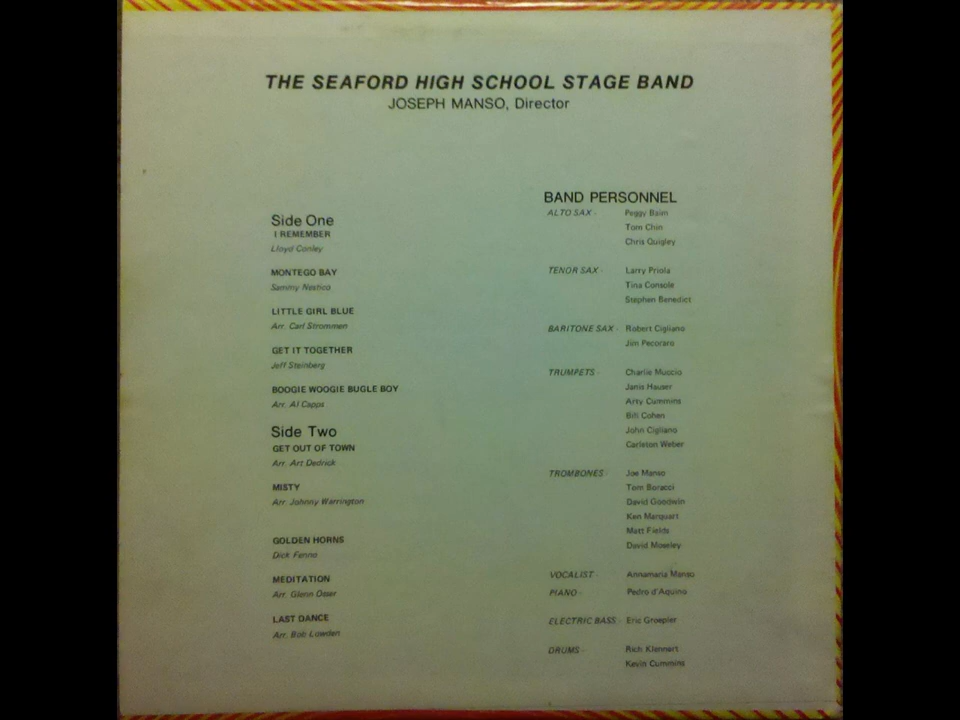 THE SEAFORD HIGH SCHOOL STAGE BAND
JOSEPH MANSO, Director
Side One
I REMEMBER
Lloyd Conley
MONTEGO BAY
Sammy Nestico
LITTLE GIRL BLUE
Arr. Carl Strommen
GET IT TOGETHER
Jeff Steinberg
BOOGIE WOOGIE BUGLE BOY
Arr. Al Capps
Side Two
GET OUT OF TOWN
Arr. Art Dedrick
MISTY
Arr. Johnny Warrington
GOLDEN HORNS
Dick Fenno
MEDITATION
Arr. Glenn Osser
LAST DANCE
Arr. Bob Lowden
BAND PERSONNEL
ALTO SAX - Peggy Baim
Tom Chin
Chris Quigley
TENOR SAX - Larry Priola
Tina Console
Stephen Benedict
BARITONE SAX - Robert Cigliano
Jim Pecoraro
TRUMPETS - Charlie Muccio
Janis Hauser
Arty Cummins
Bill Cohen
John Cigliano
Carleton Weber
TROMBONES - Joe Manso
Tom Boracci
David Goodwin
Ken Marquart
Matt Fields
David Moseley
VOCALIST - Annamaria Manso
PIANO - Pedro d'Aquino
ELECTRIC BASS - Eric Groepler
DRUMS - Rich Klennert
Kevin Cummins